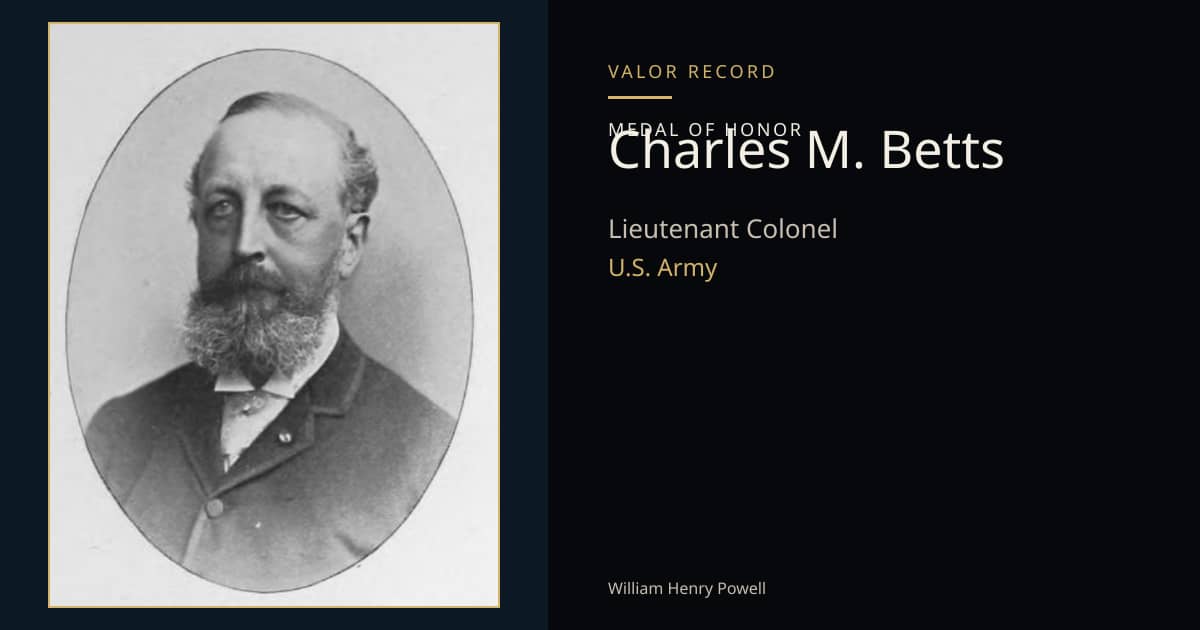 VALOR RECORD
MEDAL OF HONOR
Charles M. Betts
Lieutenant Colonel
U.S. Army
William Henry Powell